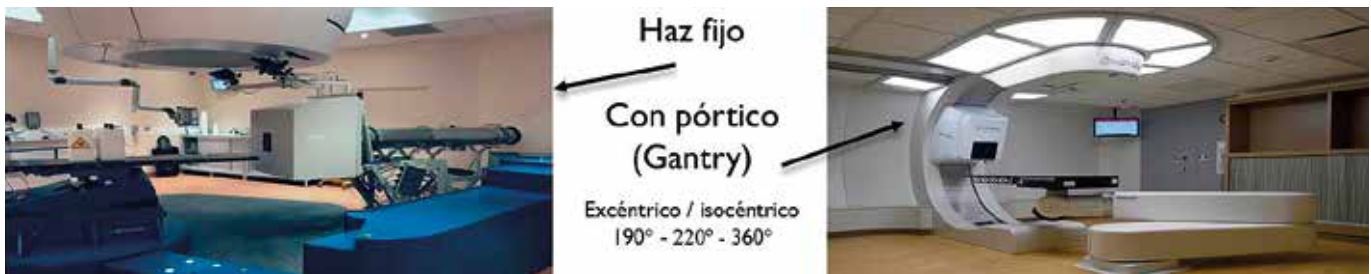 Haz fijo
Con pórtico
(Gantry)
Excéntrico / isocéntrico
190° - 220° - 360°